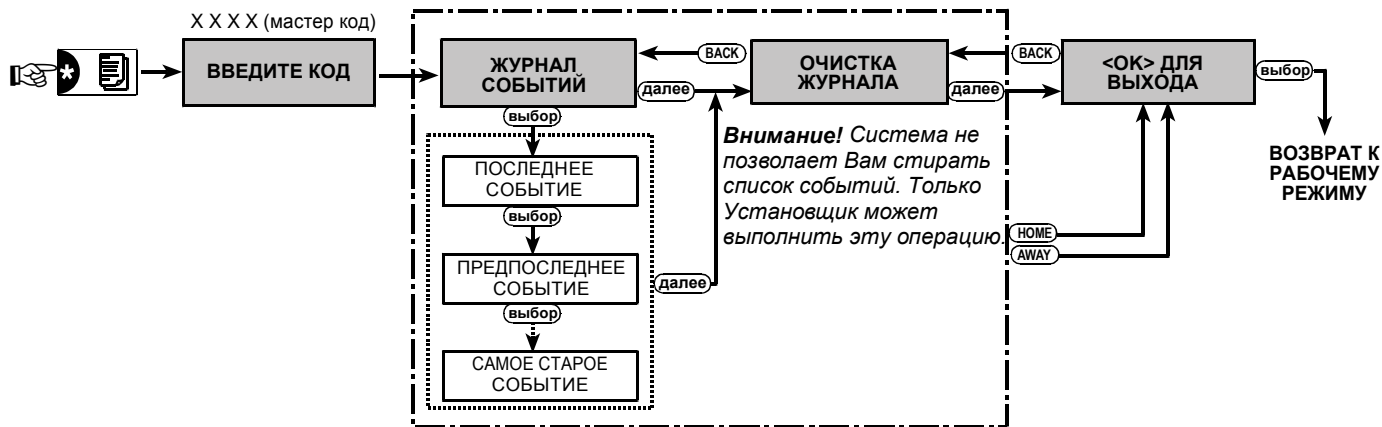 X X X X (мастер код)
ВВЕДИТЕ КОД
ЖУРНАЛ
СОБЫТИЙ
BACK
далее
ОЧИСТКА
ЖУРНАЛА
BACK
далее
<OK> ДЛЯ
ВЫХОДА
выбор
ВОЗВРАТ К
РАБОЧЕМУ
РЕЖИМУ
выбор
ПОСЛЕДНЕЕ
СОБЫТИЕ
выбор
ПРЕДПОСЛЕДНЕЕ
СОБЫТИЕ
выбор
САМОЕ СТАРОЕ
СОБЫТИЕ
далее
Внимание! Система не
позволяет Вам стирать
список событий. Только
Установщик может
выполнить эту операцию.
HOME
AWAY